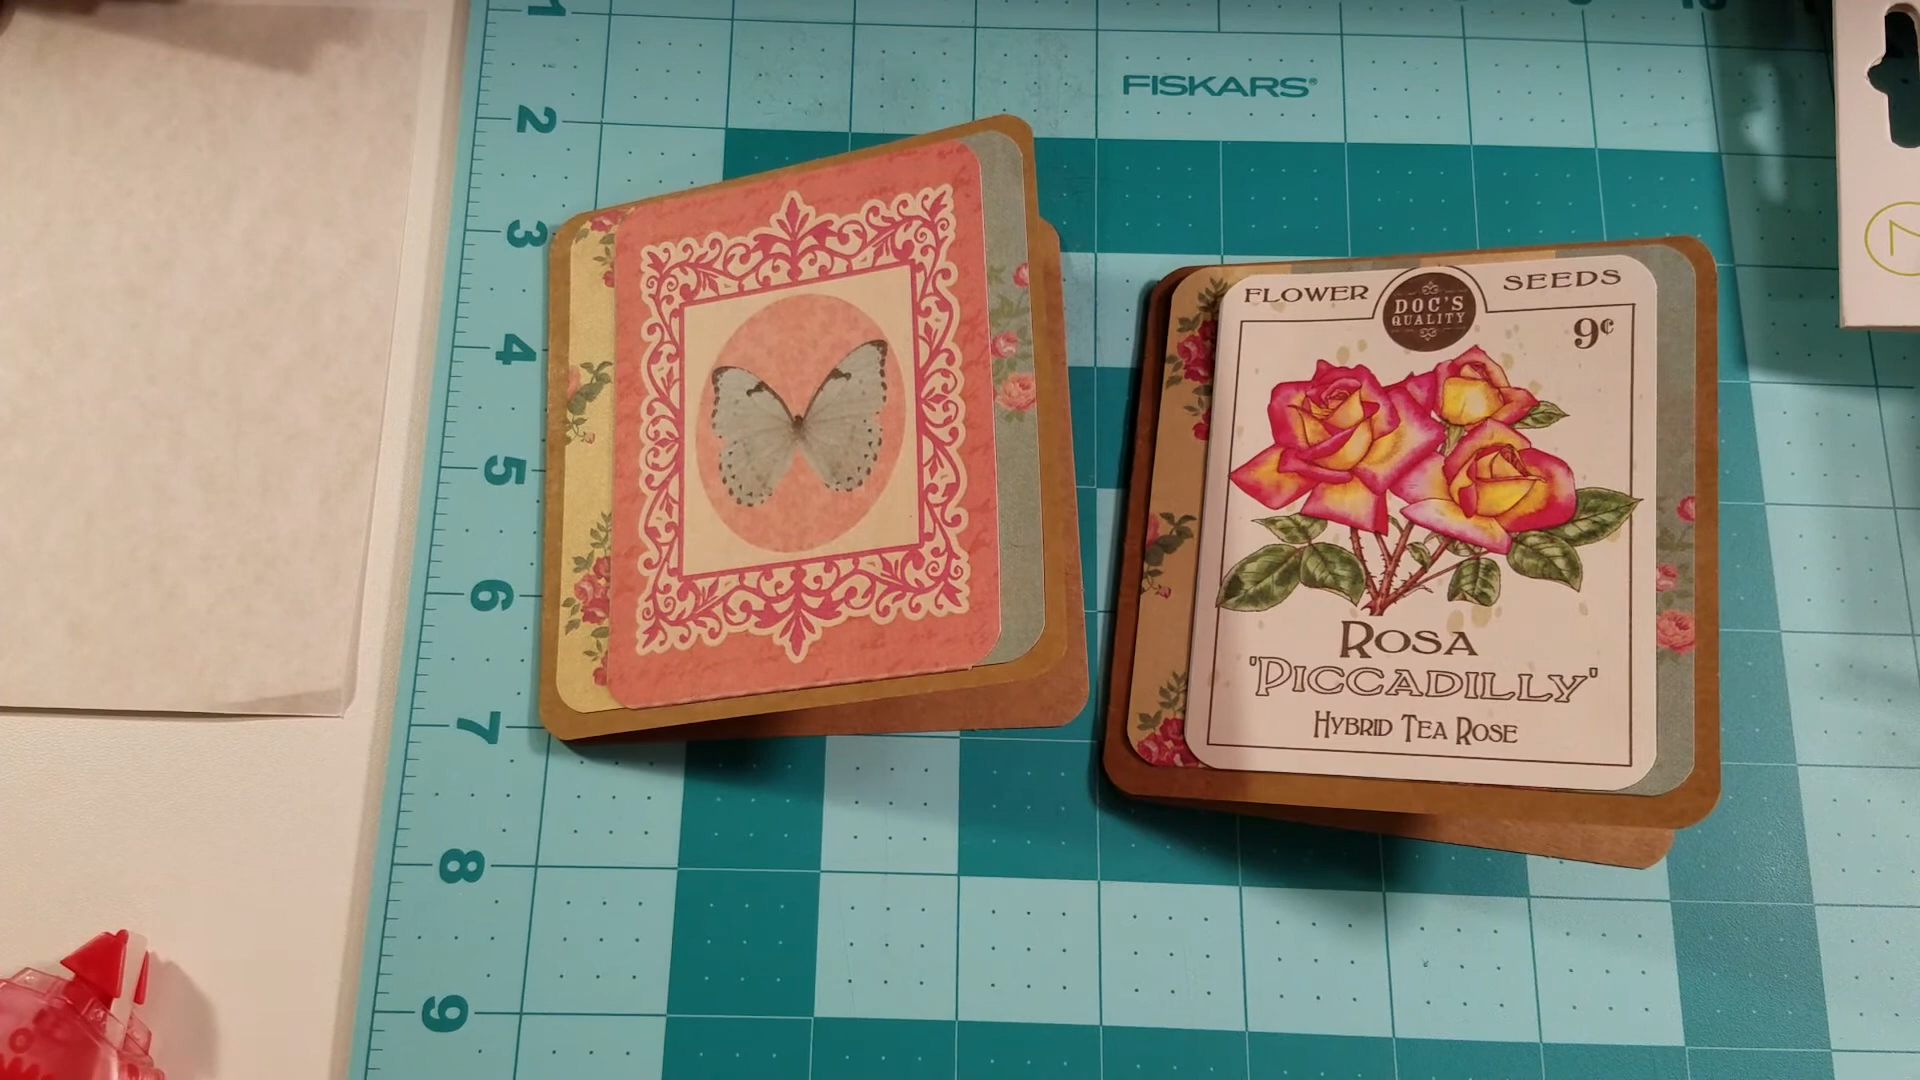 1
2
3
4
5
6
7
8
9
FISKARS®
FLOWER
DOC'S
QUALITY
SEEDS
9¢
ROSA
'PICCADILLY'
HYBRID TEA ROSE